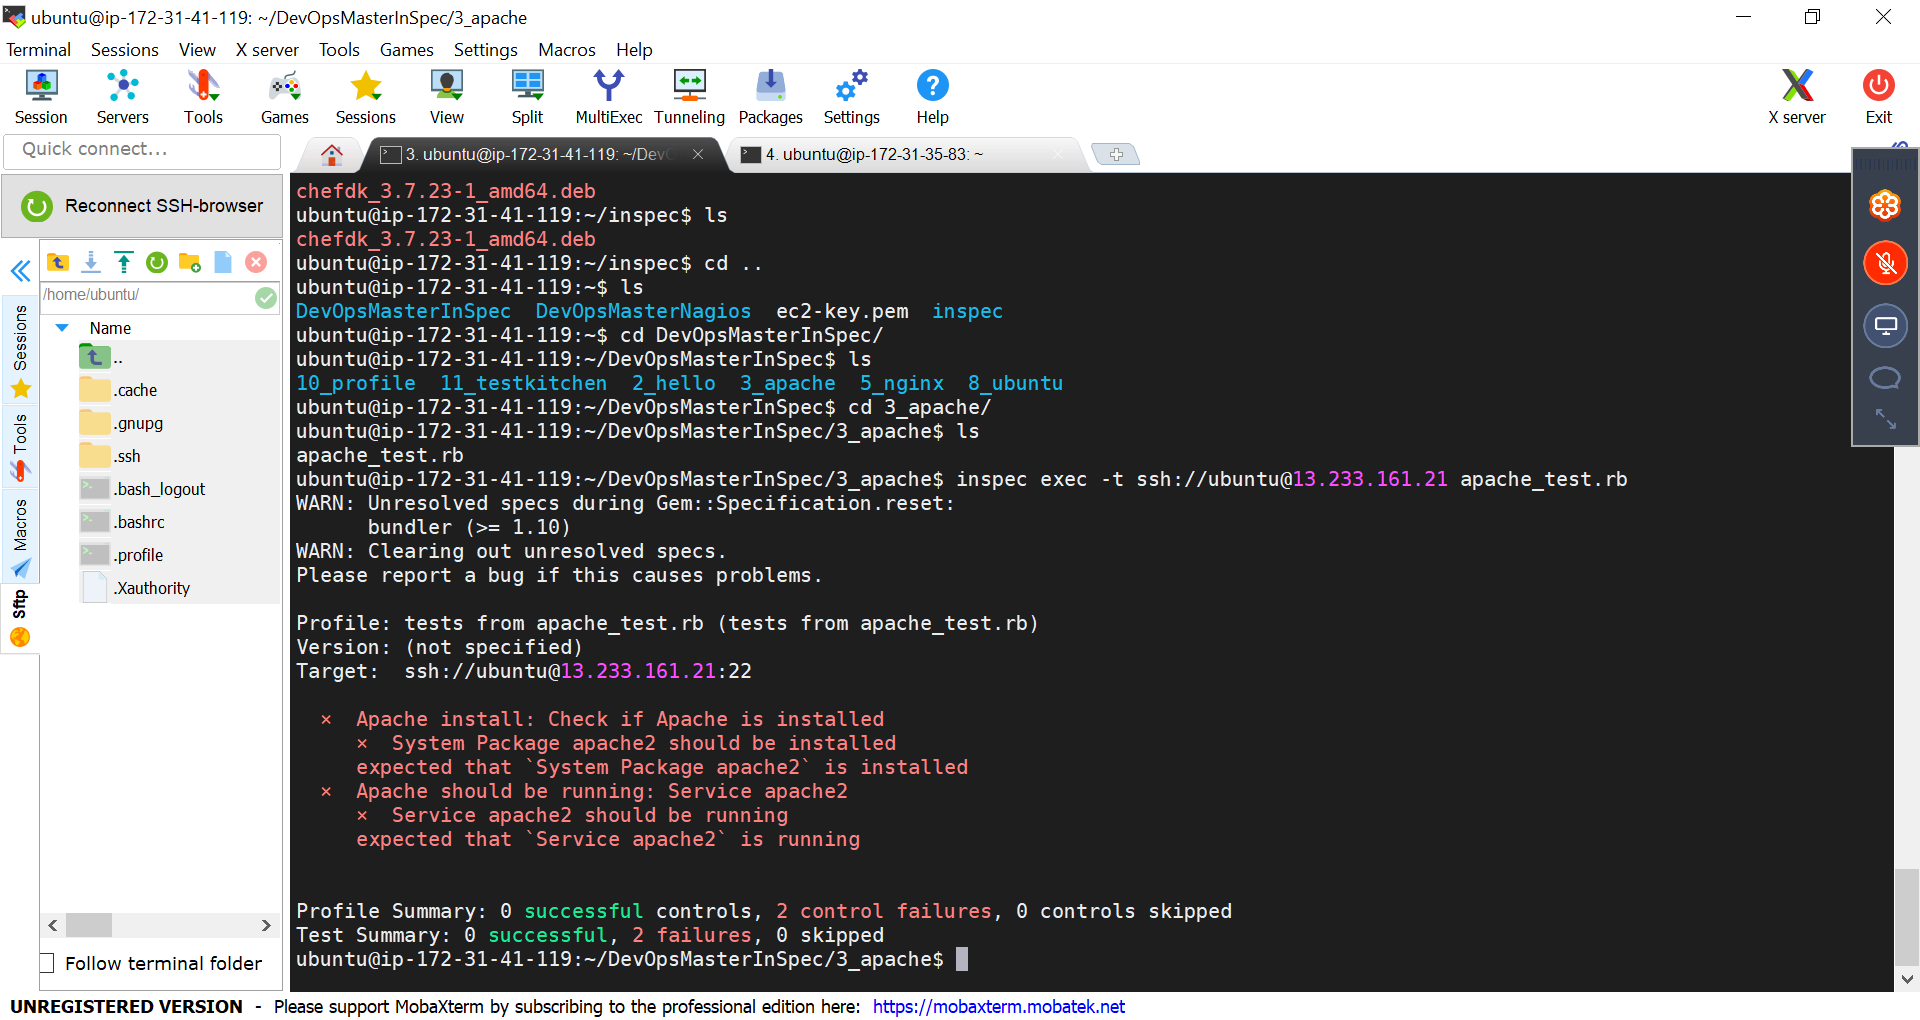 ubuntu@ip-172-31-41-119: ~/DevOpsMasterInSpec/3_apache
Terminal Sessions View X server Tools Games Settings Macros Help
Session Servers Tools Games Sessions View Split MultiExec Tunneling Packages Settings Help X server Exit
Quick connect...
3. ubuntu@ip-172-31-41-119: ~/DevO
4. ubuntu@ip-172-31-35-83: ~
Reconnect SSH-browser
/home/ubuntu/
Name
..
.cache
.gnupg
.ssh
.bash_logout
.bashrc
.profile
.Xauthority
Sessions
Tools
Macros
Sftp
Follow terminal folder
chefdk_3.7.23-1_amd64.deb
ubuntu@ip-172-31-41-119:~/inspec$ ls
chefdk_3.7.23-1_amd64.deb
ubuntu@ip-172-31-41-119:~/inspec$ cd ..
ubuntu@ip-172-31-41-119:~$ ls
DevOpsMasterInSpec DevOpsMasterNagios ec2-key.pem inspec
ubuntu@ip-172-31-41-119:~$ cd DevOpsMasterInSpec/
ubuntu@ip-172-31-41-119:~/DevOpsMasterInSpec$ ls
10_profile 11_testkitchen 2_hello 3_apache 5_nginx 8_ubuntu
ubuntu@ip-172-31-41-119:~/DevOpsMasterInSpec$ cd 3_apache/
ubuntu@ip-172-31-41-119:~/DevOpsMasterInSpec/3_apache$ ls
apache_test.rb
ubuntu@ip-172-31-41-119:~/DevOpsMasterInSpec/3_apache$ inspec exec -t ssh://ubuntu@13.233.161.21 apache_test.rb
WARN: Unresolved specs during Gem::Specification.reset:
bundler (>= 1.10)
WARN: Clearing out unresolved specs.
Please report a bug if this causes problems.
Profile: tests from apache_test.rb (tests from apache_test.rb)
Version: (not specified)
Target: ssh://ubuntu@13.233.161.21:22
× Apache install: Check if Apache is installed
× System Package apache2 should be installed
expected that `System Package apache2` is installed
× Apache should be running: Service apache2
× Service apache2 should be running
expected that `Service apache2` is running
Profile Summary: 0 successful controls, 2 control failures, 0 controls skipped
Test Summary: 0 successful, 2 failures, 0 skipped
ubuntu@ip-172-31-41-119:~/DevOpsMasterInSpec/3_apache$
UNREGISTERED VERSION - Please support MobaXterm by subscribing to the professional edition here: https://mobaxterm.mobatek.net